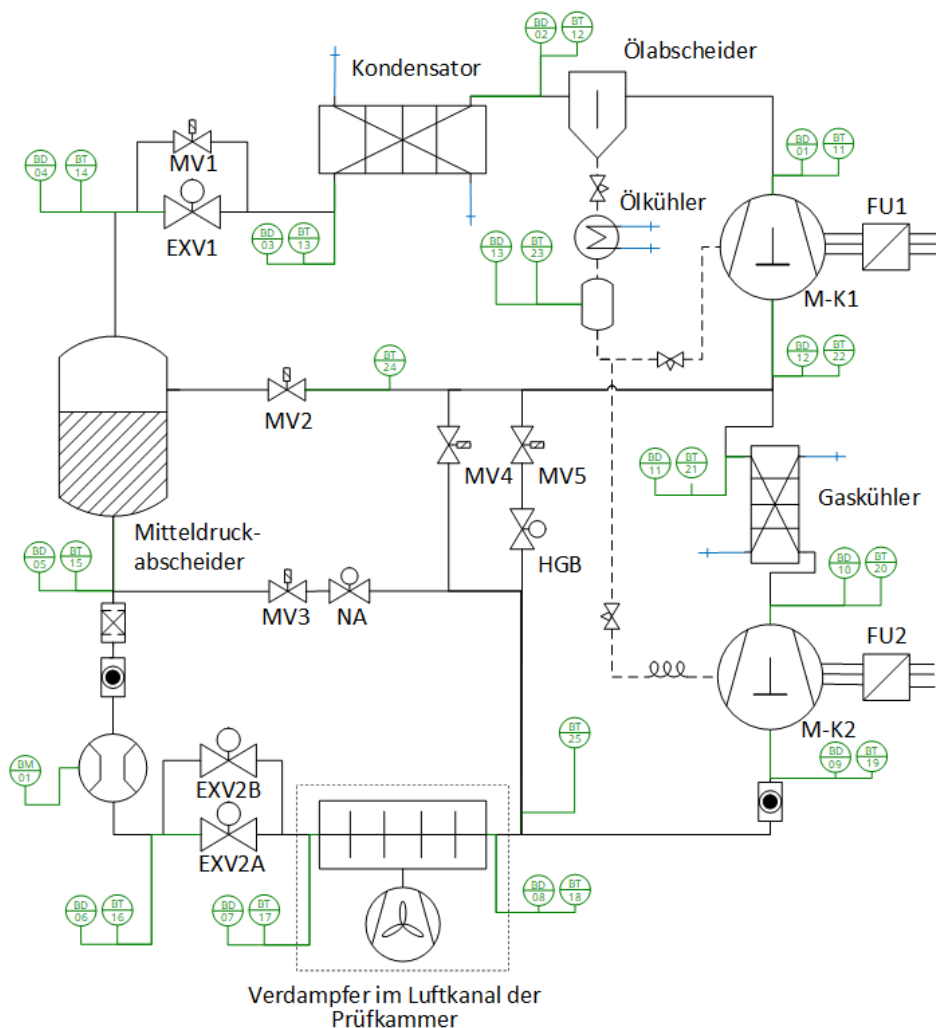 BD 02
BT 12
Ölabscheider
Kondensator
BD 04
BT 14
MV1
BD 01
BT 11
EXV1
BD 03
BT 13
Ölkühler
BD 13
BT 23
FU1
M-K1
BT 24
BD 12
BT 22
MV2
MV4
MV5
BD 11
BT 21
Gaskühler
Mitteldruck-
abscheider
BD 05
BT 15
HGB
BD 10
BT 20
MV3
NA
FU2
M-K2
BT 25
BD 09
BT 19
BM 01
EXV2B
EXV2A
BD 06
BT 16
BD 07
BT 17
BD 08
BT 18
Verdampfer im Luftkanal der
Prüfkammer